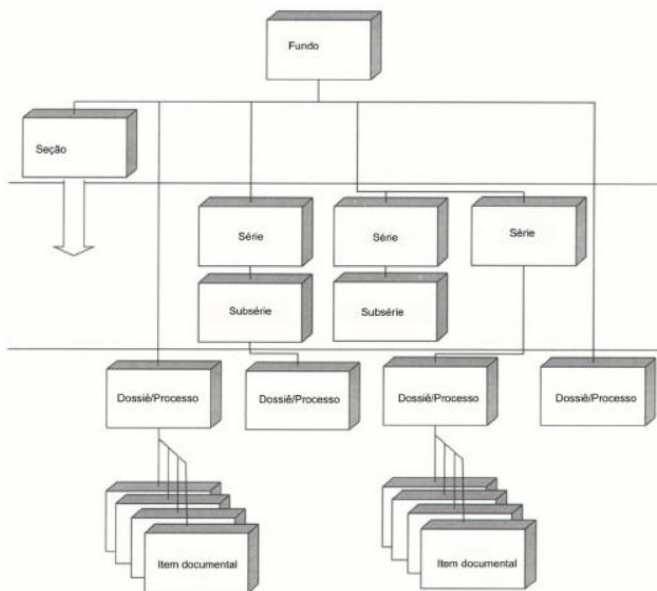 Fundo
Seção
Série
Série
Série
Subsérie
Subsérie
Dossiê/Processo
Dossiê/Processo
Dossiê/Processo
Dossiê/Processo
Item documental
Item documental